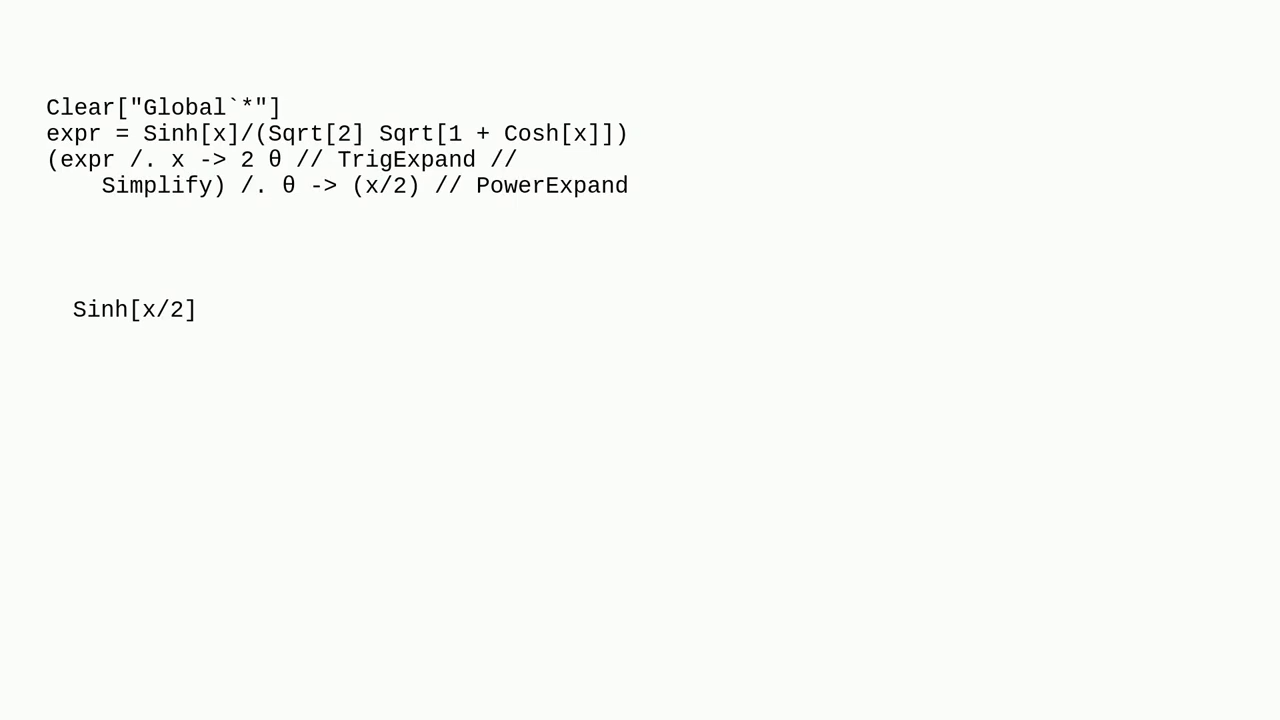 Clear["Global`*"]
expr = Sinh[x]/(Sqrt[2] Sqrt[1 + Cosh[x]])
(expr /. x -> 2 θ // TrigExpand //
    Simplify) /. θ -> (x/2) // PowerExpand
Sinh[x/2]